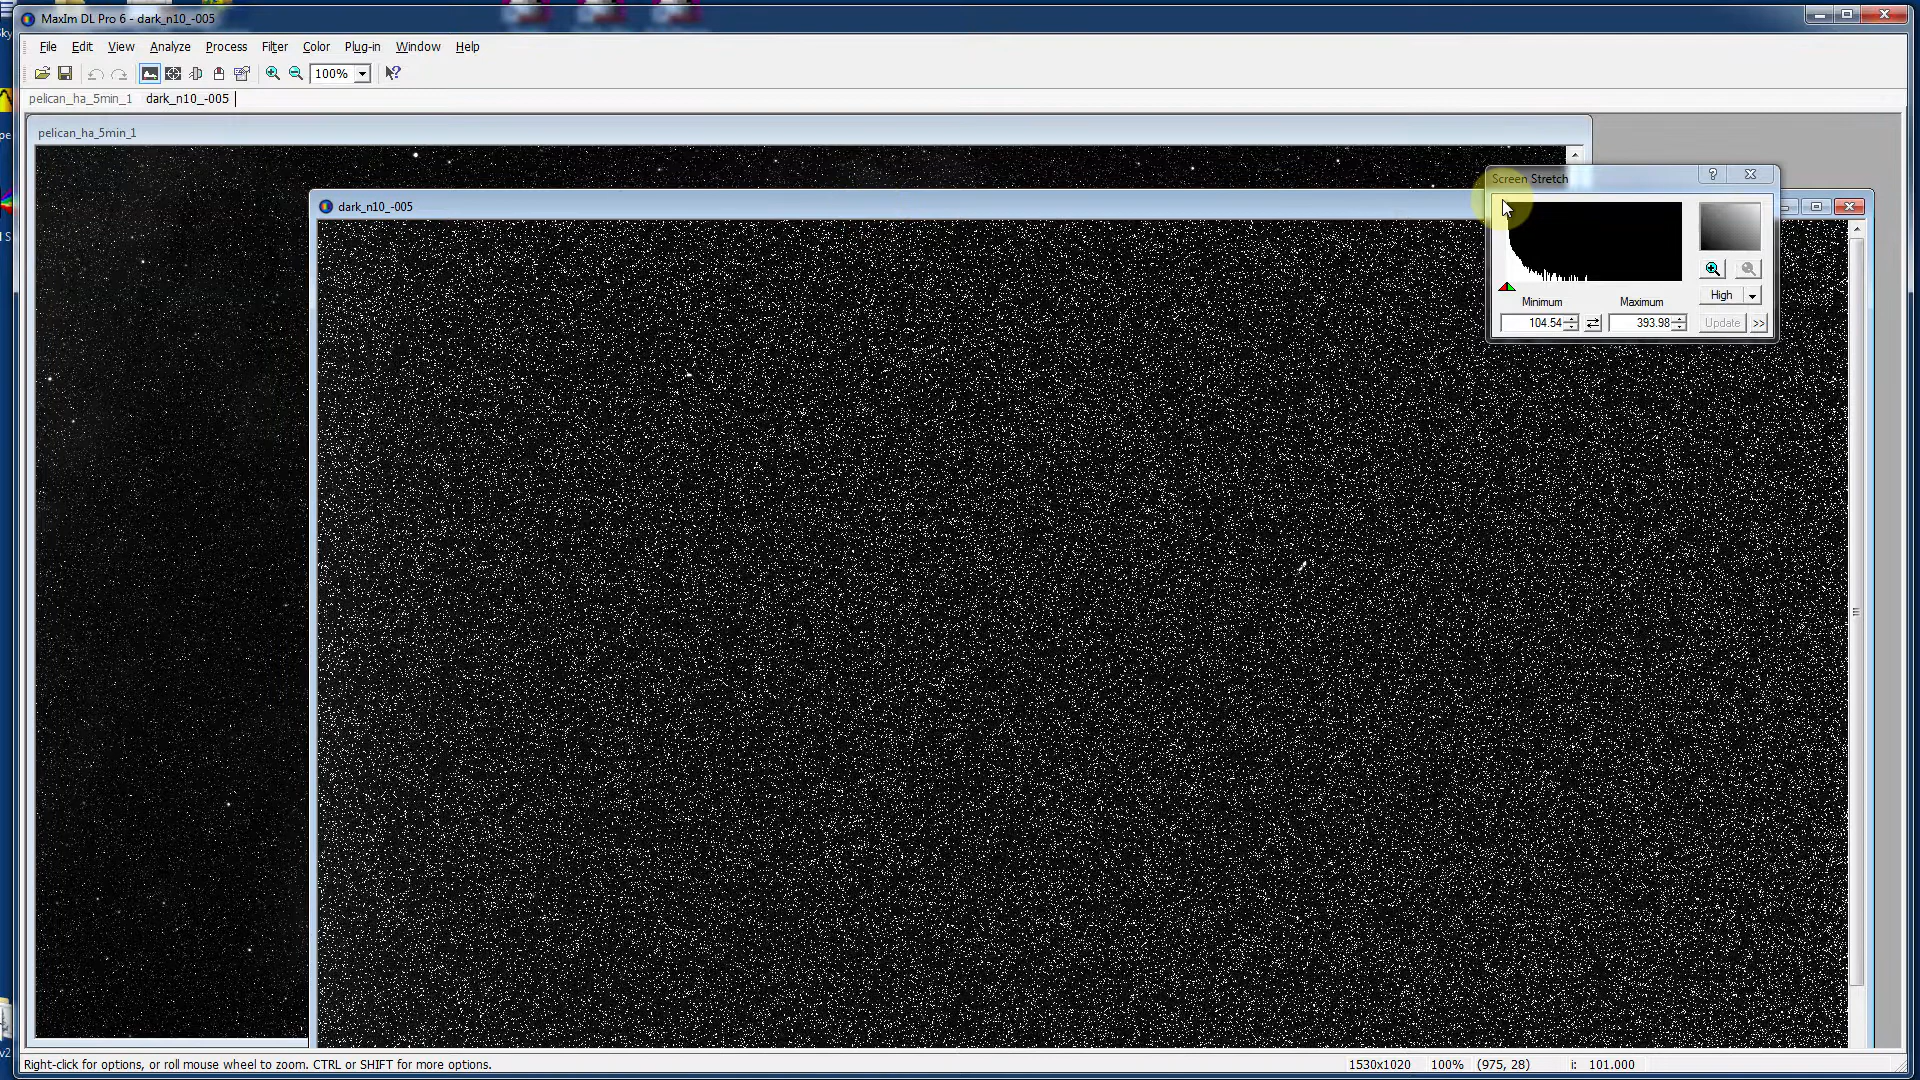 MaxIm DL Pro 6 - dark_n10_-005
File Edit View Analyze Process Filter Color Plug-in Window Help
100%
pelican_ha_5min_1 dark_n10_-005
pelican_ha_5min_1
dark_n10_-005
Screen Stretch
High
Minimum Maximum
104.54 393.98 Update >>
Right-click for options, or roll mouse wheel to zoom. CTRL or SHIFT for more options.
1530x1020 100% (975, 28) i: 101.000